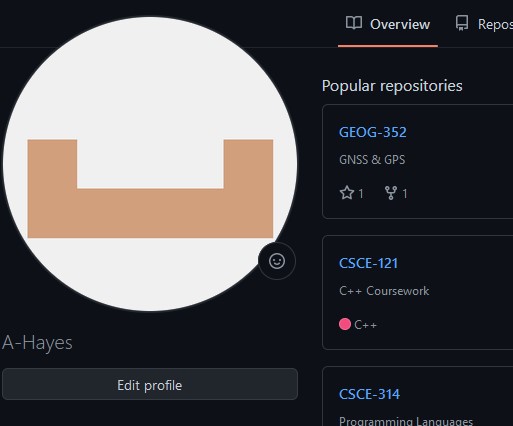 Overview
Repos
Popular repositories
GEOG-352
GNSS & GPS
1 1
CSCE-121
C++ Coursework
C++
CSCE-314
Programming Languages
A-Hayes
Edit profile